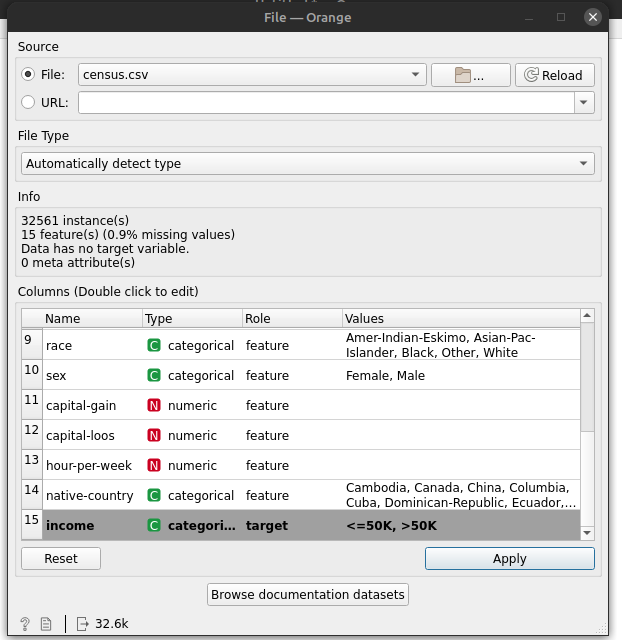 File — Orange
Source
File: census.csv ... Reload
URL:
File Type
Automatically detect type
Info
32561 instance(s)
15 feature(s) (0.9% missing values)
Data has no target variable.
0 meta attribute(s)
Columns (Double click to edit)
Name Type Role Values
9 race C categorical feature Amer-Indian-Eskimo, Asian-Pac-
Islander, Black, Other, White
10 sex C categorical feature Female, Male
11 capital-gain N numeric feature
12 capital-loos N numeric feature
13 hour-per-week N numeric feature
14 native-country C categorical feature Cambodia, Canada, China, Columbia,
Cuba, Dominican-Republic, Ecuador,...
15 income C categori... target <=50K, >50K
Reset Apply
Browse documentation datasets
? 32.6k